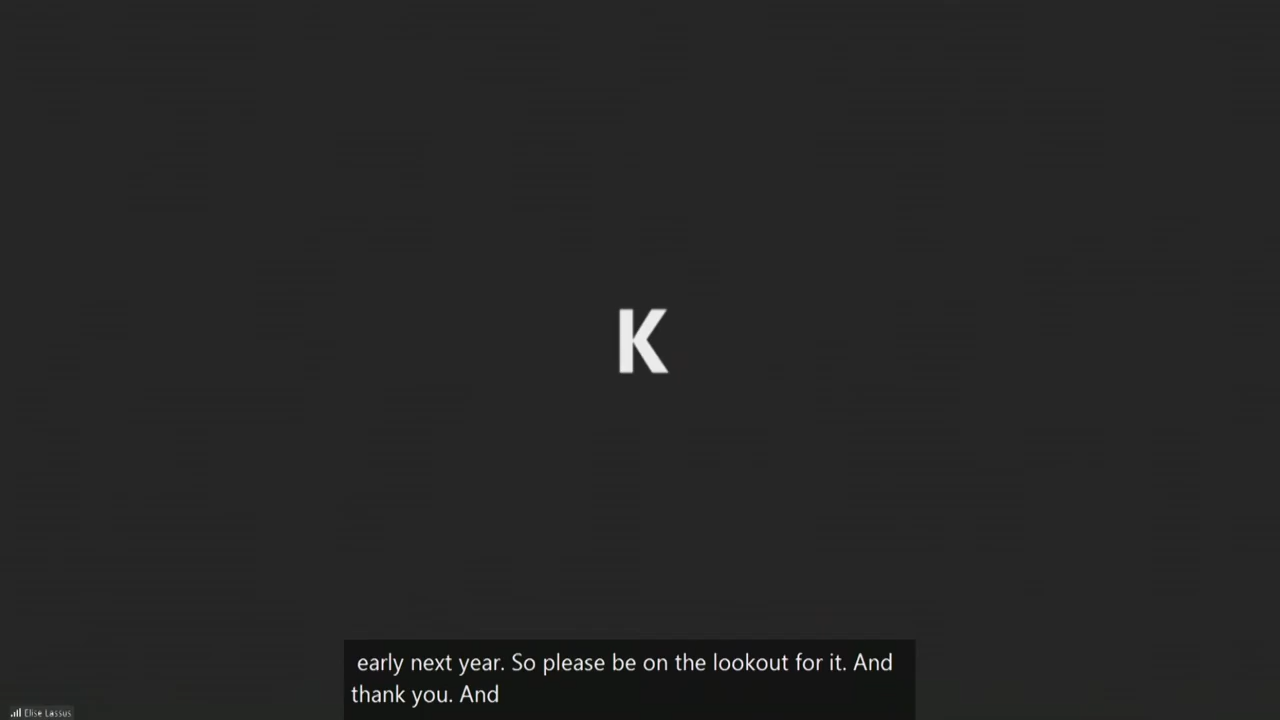 K
early next year. So please be on the lookout for it. And
thank you. And
Elise Lassus